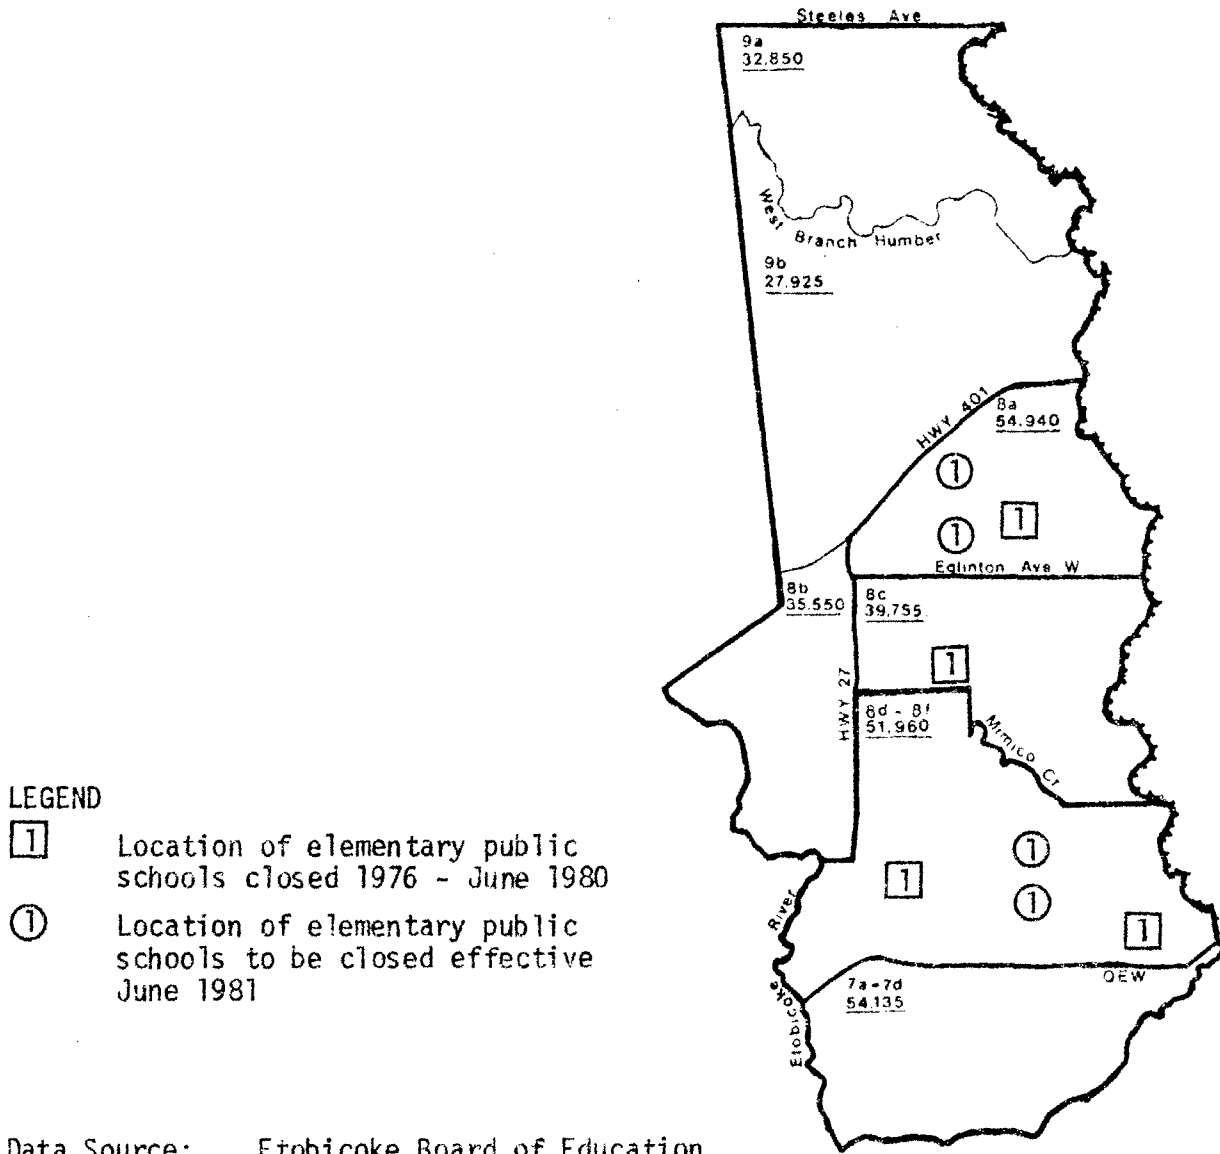 Steeles Ave
9a
32,850
West Branch Humber
9b
27,925
HWY 401
8a
54,940
1
1
1
Eglinton Ave W
8b
35,550
8c
39,755
1
HWY 27
8d - 8f
51,960
Mimico Cr
1
1
1
1
QEW
7a-7d
54,135
Etobicoke River
LEGEND
1 Location of elementary public
schools closed 1976 - June 1980
1 Location of elementary public
schools to be closed effective
June 1981
Data Source: Etobicoke Board of Education